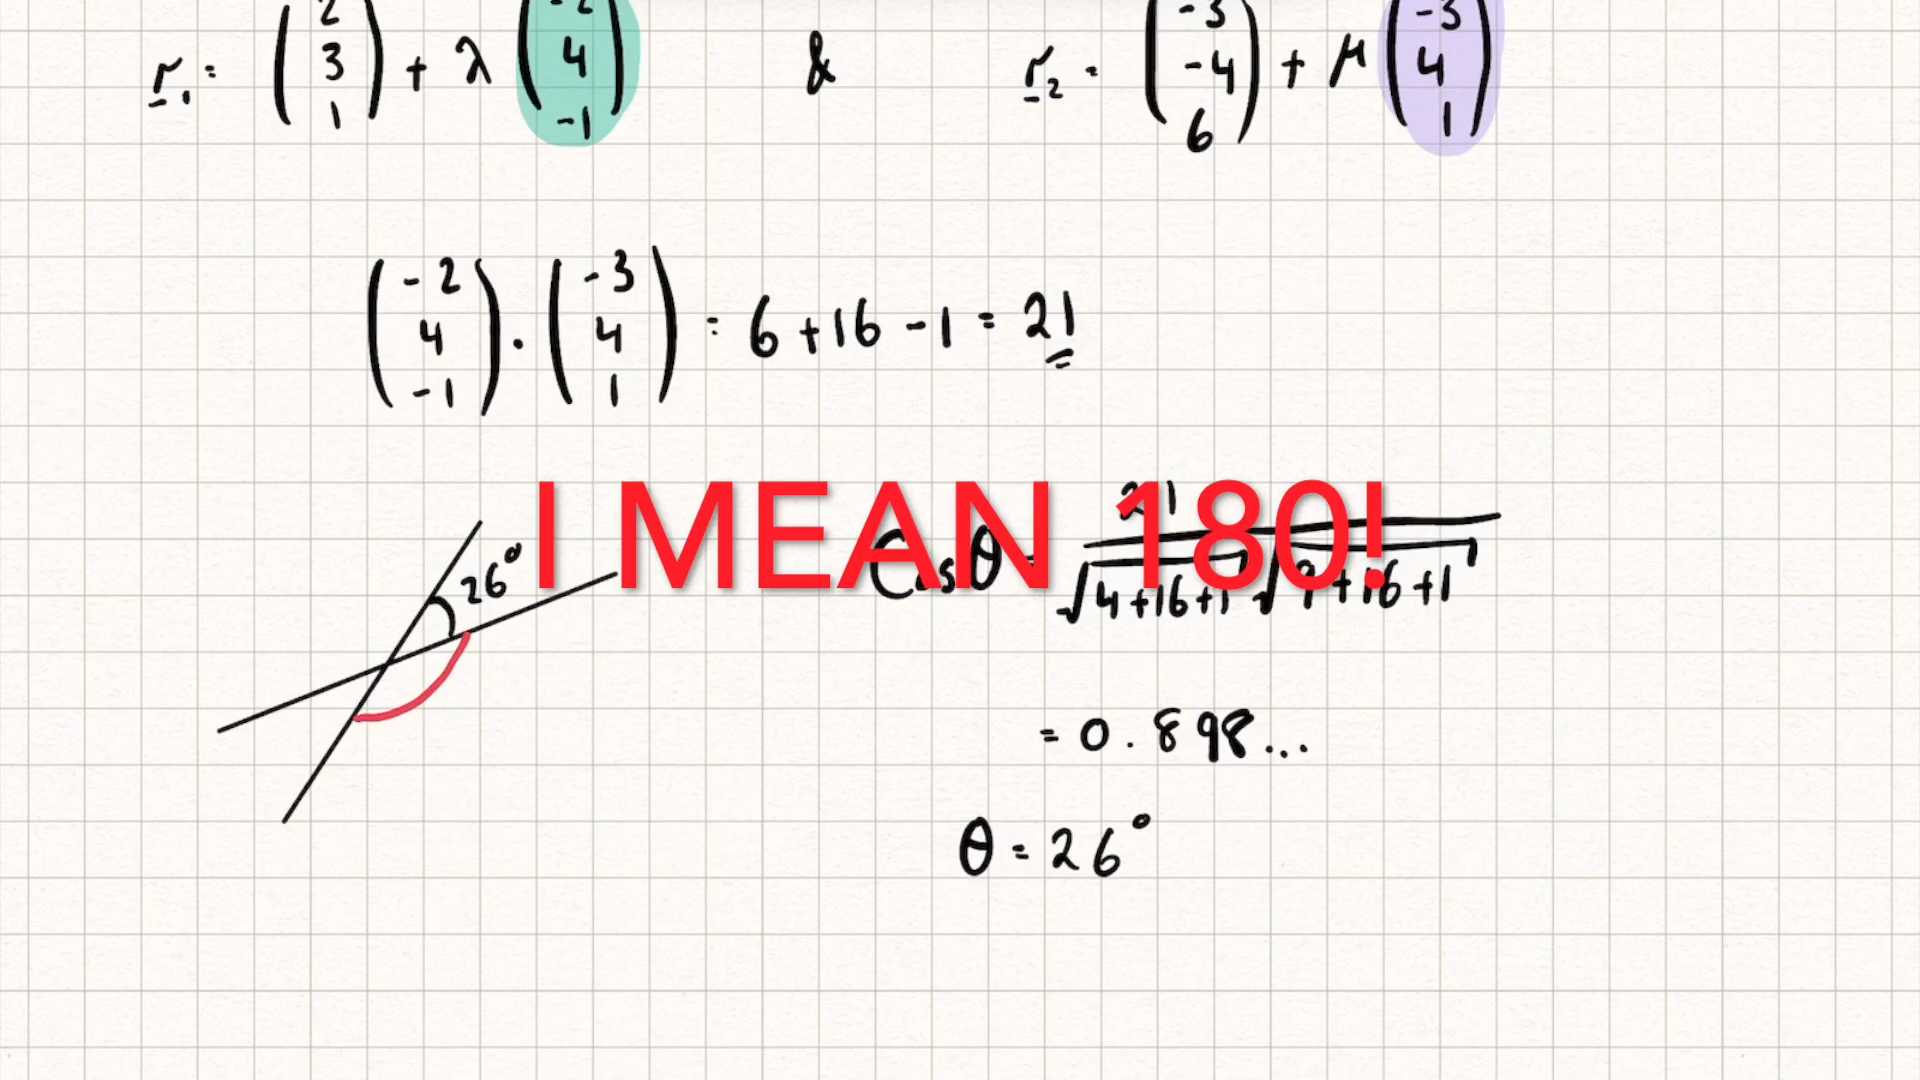 r₁ = (2 3 1) + λ (-2 4 -1) & r₂ = (-3 -4 6) + μ (-3 4 1)
(-2 4 -1) · (-3 4 1) = 6 + 16 - 1 = 21
I MEAN 180!
26°
Cos θ = 21 / √4+16+1 √9+16+1
= 0.898...
θ = 26°